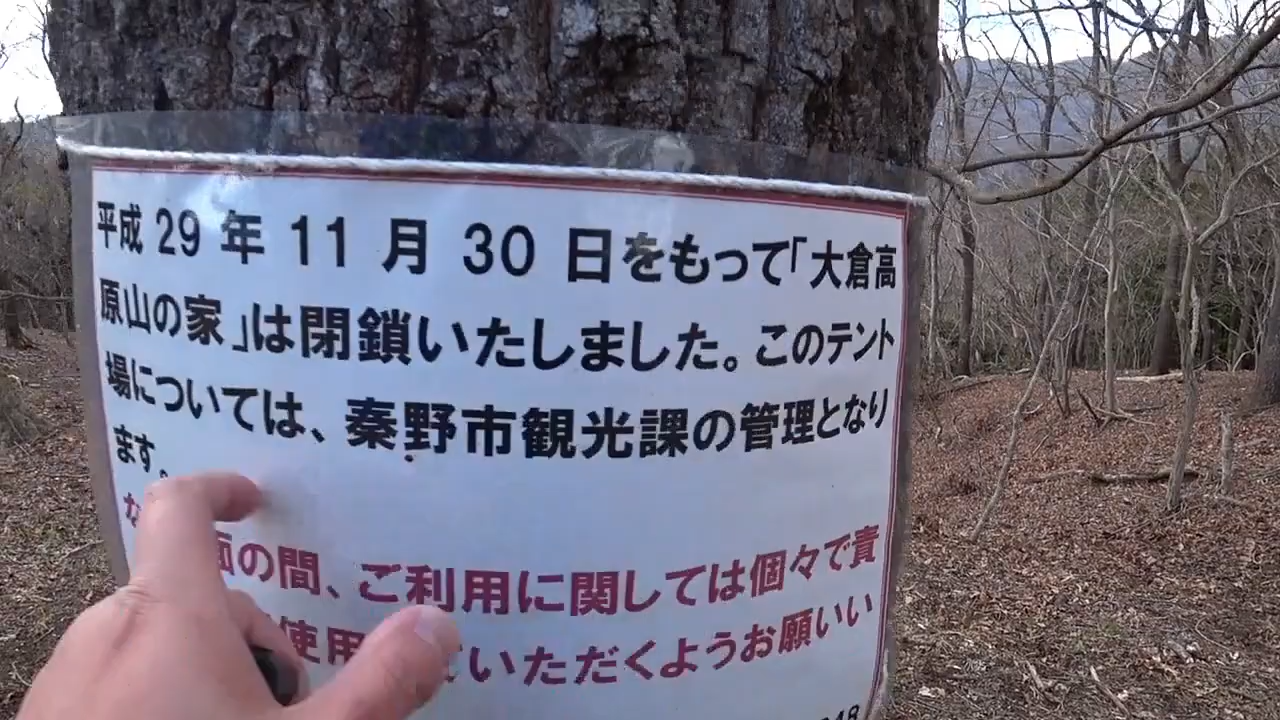 平成 29 年 11 月 30 日をもって「大倉高
原山の家」は閉鎖いたしました。このテント
場については、秦野市観光課の管理となり
ます。
な 面の間、ご利用に関しては個々で責
使用 いただくようお願いい